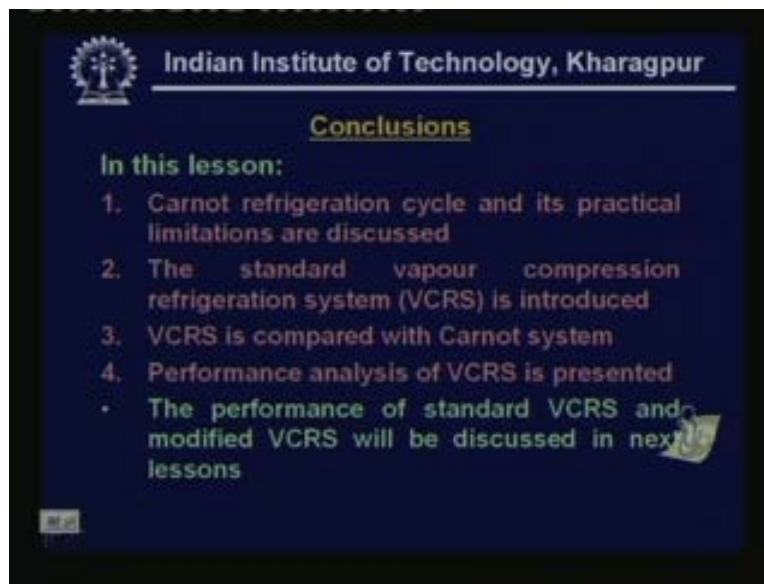 Indian Institute of Technology, Kharagpur
Conclusions
In this lesson:
1. Carnot refrigeration cycle and its practical
limitations are discussed
2. The standard vapour compression
refrigeration system (VCRS) is introduced
3. VCRS is compared with Carnot system
4. Performance analysis of VCRS is presented
• The performance of standard VCRS and
modified VCRS will be discussed in next
lessons